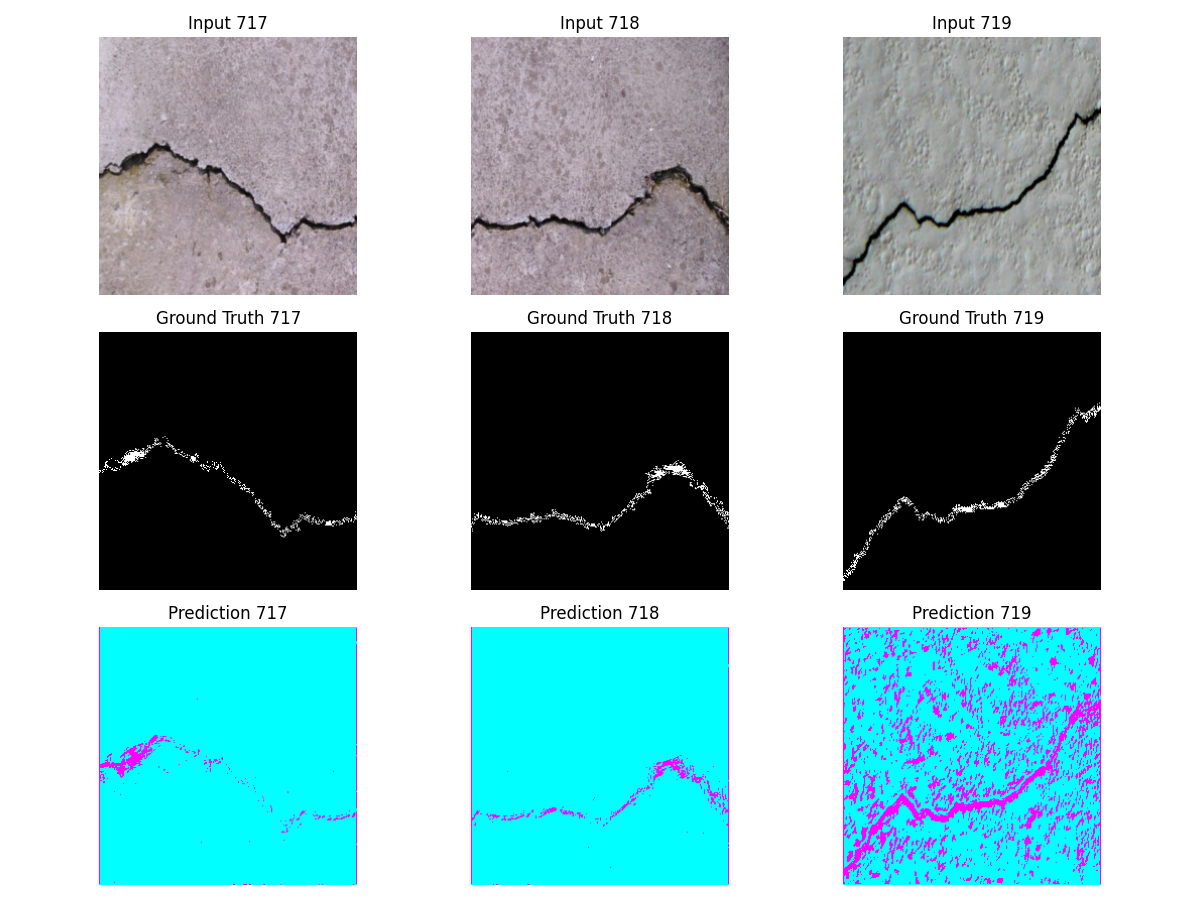 Input 717
Input 718
Input 719
Ground Truth 717
Ground Truth 718
Ground Truth 719
Prediction 717
Prediction 718
Prediction 719